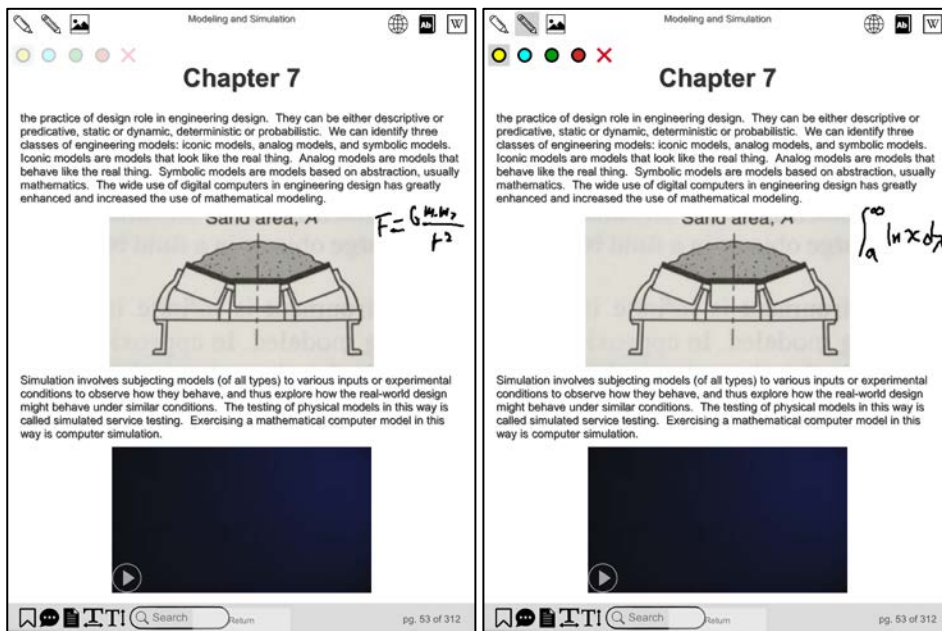 Modeling and Simulation
Ab W
Chapter 7
the practice of design role in engineering design. They can be either descriptive or
predicative, static or dynamic, deterministic or probabilistic. We can identify three
classes of engineering models: iconic models, analog models, and symbolic models.
Iconic models are models that look like the real thing. Analog models are models that
behave like the real thing. Symbolic models are models based on abstraction, usually
mathematics. The wide use of digital computers in engineering design has greatly
enhanced and increased the use of mathematical modeling.
Sand area, A
F = G m₁ m₂ / r²
Simulation involves subjecting models (of all types) to various inputs or experimental
conditions to observe how they behave, and thus explore how the real-world design
might behave under similar conditions. The testing of physical models in this way is
called simulated service testing. Exercising a mathematical computer model in this
way is computer simulation.
Search Return pg. 53 of 312
Modeling and Simulation
Ab W
Chapter 7
the practice of design role in engineering design. They can be either descriptive or
predicative, static or dynamic, deterministic or probabilistic. We can identify three
classes of engineering models: iconic models, analog models, and symbolic models.
Iconic models are models that look like the real thing. Analog models are models that
behave like the real thing. Symbolic models are models based on abstraction, usually
mathematics. The wide use of digital computers in engineering design has greatly
enhanced and increased the use of mathematical modeling.
Sand area, A
∫ₐ^∞ ln x dx
Simulation involves subjecting models (of all types) to various inputs or experimental
conditions to observe how they behave, and thus explore how the real-world design
might behave under similar conditions. The testing of physical models in this way is
called simulated service testing. Exercising a mathematical computer model in this
way is computer simulation.
Search Return pg. 53 of 312